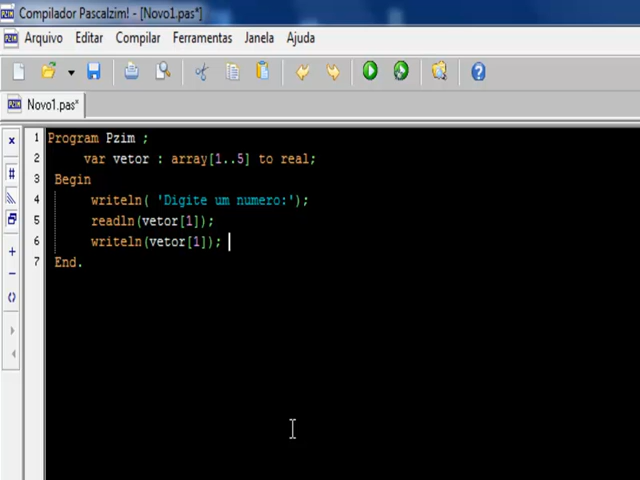 Compilador Pascalzim! - [Novo1.pas*]
Arquivo Editar Compilar Ferramentas Janela Ajuda
Novo1.pas*
1 Program Pzim ;
2 var vetor : array[1..5] to real;
3 Begin
4 writeln( 'Digite um numero:');
5 readln(vetor[1]);
6 writeln(vetor[1]);
7 End.